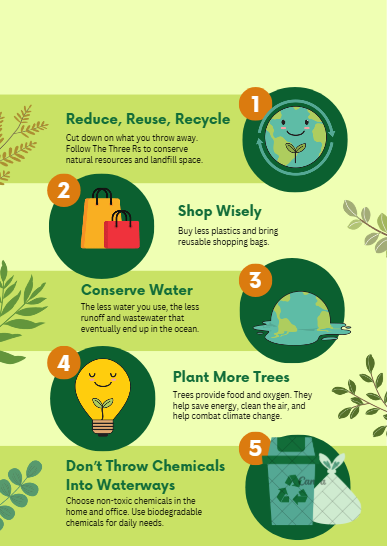 1
Reduce, Reuse, Recycle
Cut down on what you throw away.
Follow The Three Rs to conserve
natural resources and landfill space.
2
Shop Wisely
Buy less plastics and bring
reusable shopping bags.
3
Conserve Water
The less water you use, the less
runoff and wastewater that
eventually end up in the ocean.
4
Plant More Trees
Trees provide food and oxygen. They
help save energy, clean the air, and
help combat climate change.
5
Don't Throw Chemicals
Into Waterways
Choose non-toxic chemicals in the
home and office. Use biodegradable
chemicals for daily needs.
Canva